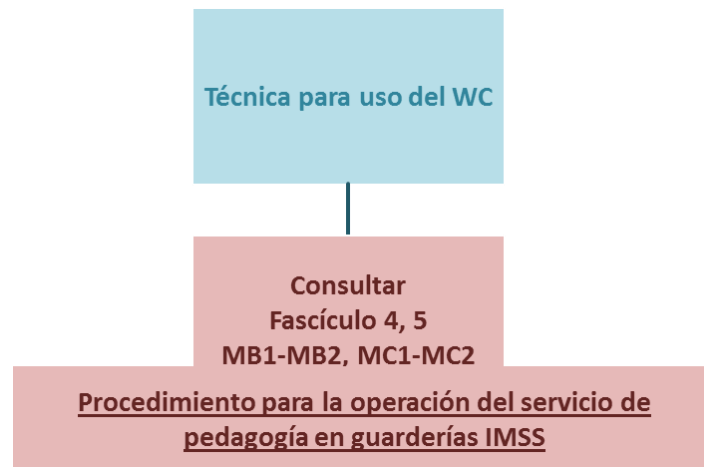 Técnica para uso del WC
Consultar
Fascículo 4, 5
MB1-MB2, MC1-MC2
Procedimiento para la operación del servicio de
pedagogía en guarderías IMSS